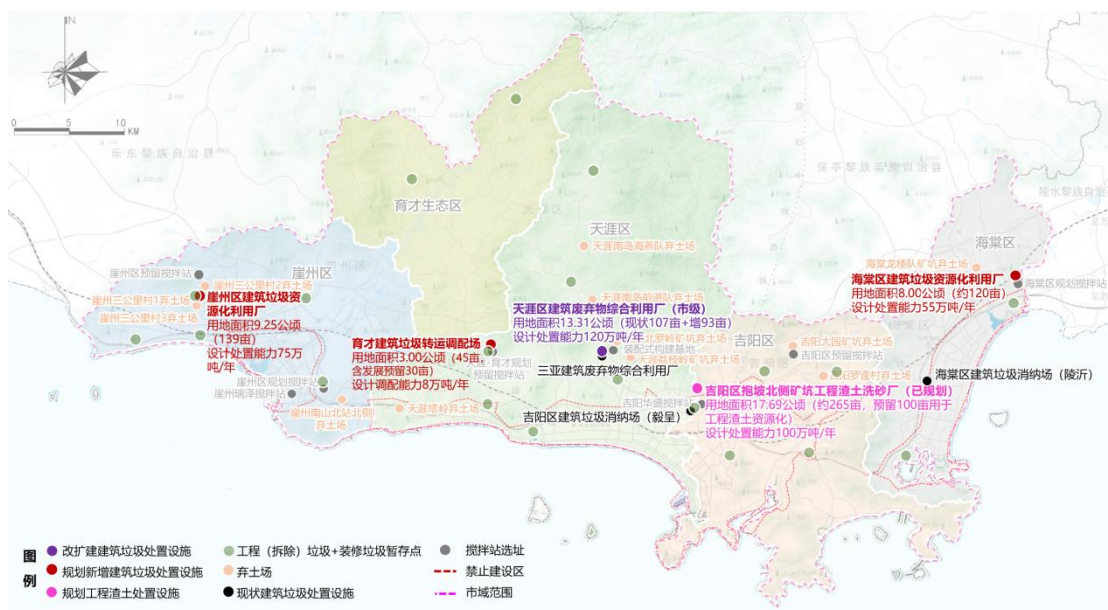 IN
0 5 10
KM
乐东黎族自治县
保亭黎族苗族自治县
陵水黎族自治县
育才生态区
天涯区
崖州区
吉阳区
海棠区
天涯南岛海燕队弃土场
天涯南岛前进队弃土场
崖州区预留搅拌站
崖州三公里村2弃土场
崖州三公里村1弃土场
崖州三公里村3弃土场
崖州区建筑垃圾资
源化利用厂
用地面积9.25公顷
（139亩）
设计处置能力75万
吨/年
育才建筑垃圾转运调配场
用地面积3.00公顷（45亩，
含发展预留30亩）
设计调配能力8万吨/年
天涯区建筑废弃物综合利用厂（市级）
用地面积13.31公顷（现状107亩+增93亩）
设计处置能力120万吨/年
装配式构建基地
三亚建筑废弃物综合利用厂
海棠龙楼队矿坑弃土场
海棠区建筑垃圾资源化利用厂
用地面积8.00公顷（约120亩）
设计处置能力55万吨/年
海棠区规划搅拌站
吉阳大园矿坑弃土场
吉阳区预留搅拌站
吉阳罗蓬村弃土场
天涯荔枝岭矿坑弃土场
海棠区建筑垃圾消纳场（陵沂）
吉阳区抱坡北侧矿坑工程渣土洗砂厂（已规划）
用地面积17.69公顷（约265亩，预留100亩用于
工程渣土资源化）
设计处置能力100万吨/年
吉阳华盛搅拌站
吉阳区建筑垃圾消纳场（毅呈）
崖州区规划搅拌站
崖州瑞泽搅拌站
崖州南山北站北侧
弃土场
天涯塔岭弃土场
图
例
改扩建建筑垃圾处置设施
工程（拆除）垃圾+装修垃圾暂存点
搅拌站选址
规划新增建筑垃圾处置设施
弃土场
禁止建设区
规划工程渣土处置设施
现状建筑垃圾处置设施
市域范围